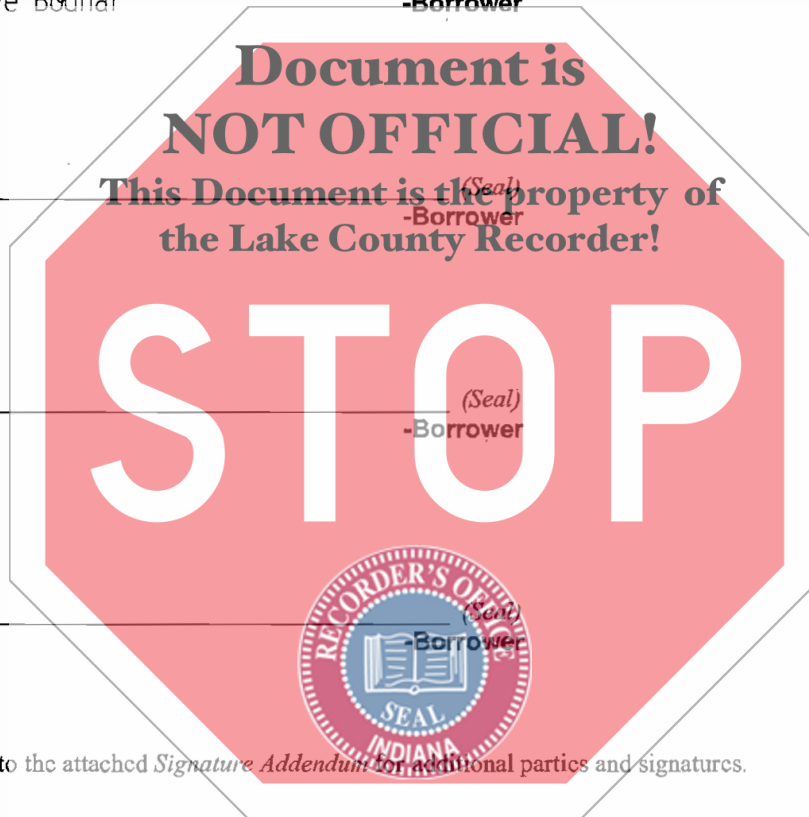 -Borrower
Document is
NOT OFFICIAL!
This Document is the property of
(Seal)
-Borrower
the Lake County Recorder!
STOP
(Seal)
-Borrower
RECORDER'S OFFICE
(Seal)
-Borrower
SEAL
INDIANA
to the attached Signature Addendum for additional parties and signatures.